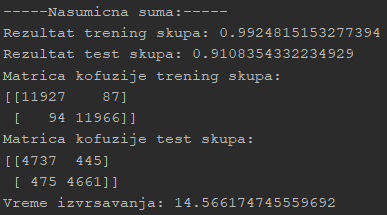 -----Nasumicna suma:-----
Rezultat trening skupa: 0.9924815153277394
Rezultat test skupa: 0.9108354332234929
Matrica kofuzije trening skupa:
[[11927    87]
 [   94 11966]]
Matrica kofuzije test skupa:
[[4737  445]
 [ 475 4661]]
Vreme izvrsavanja: 14.566174745559692